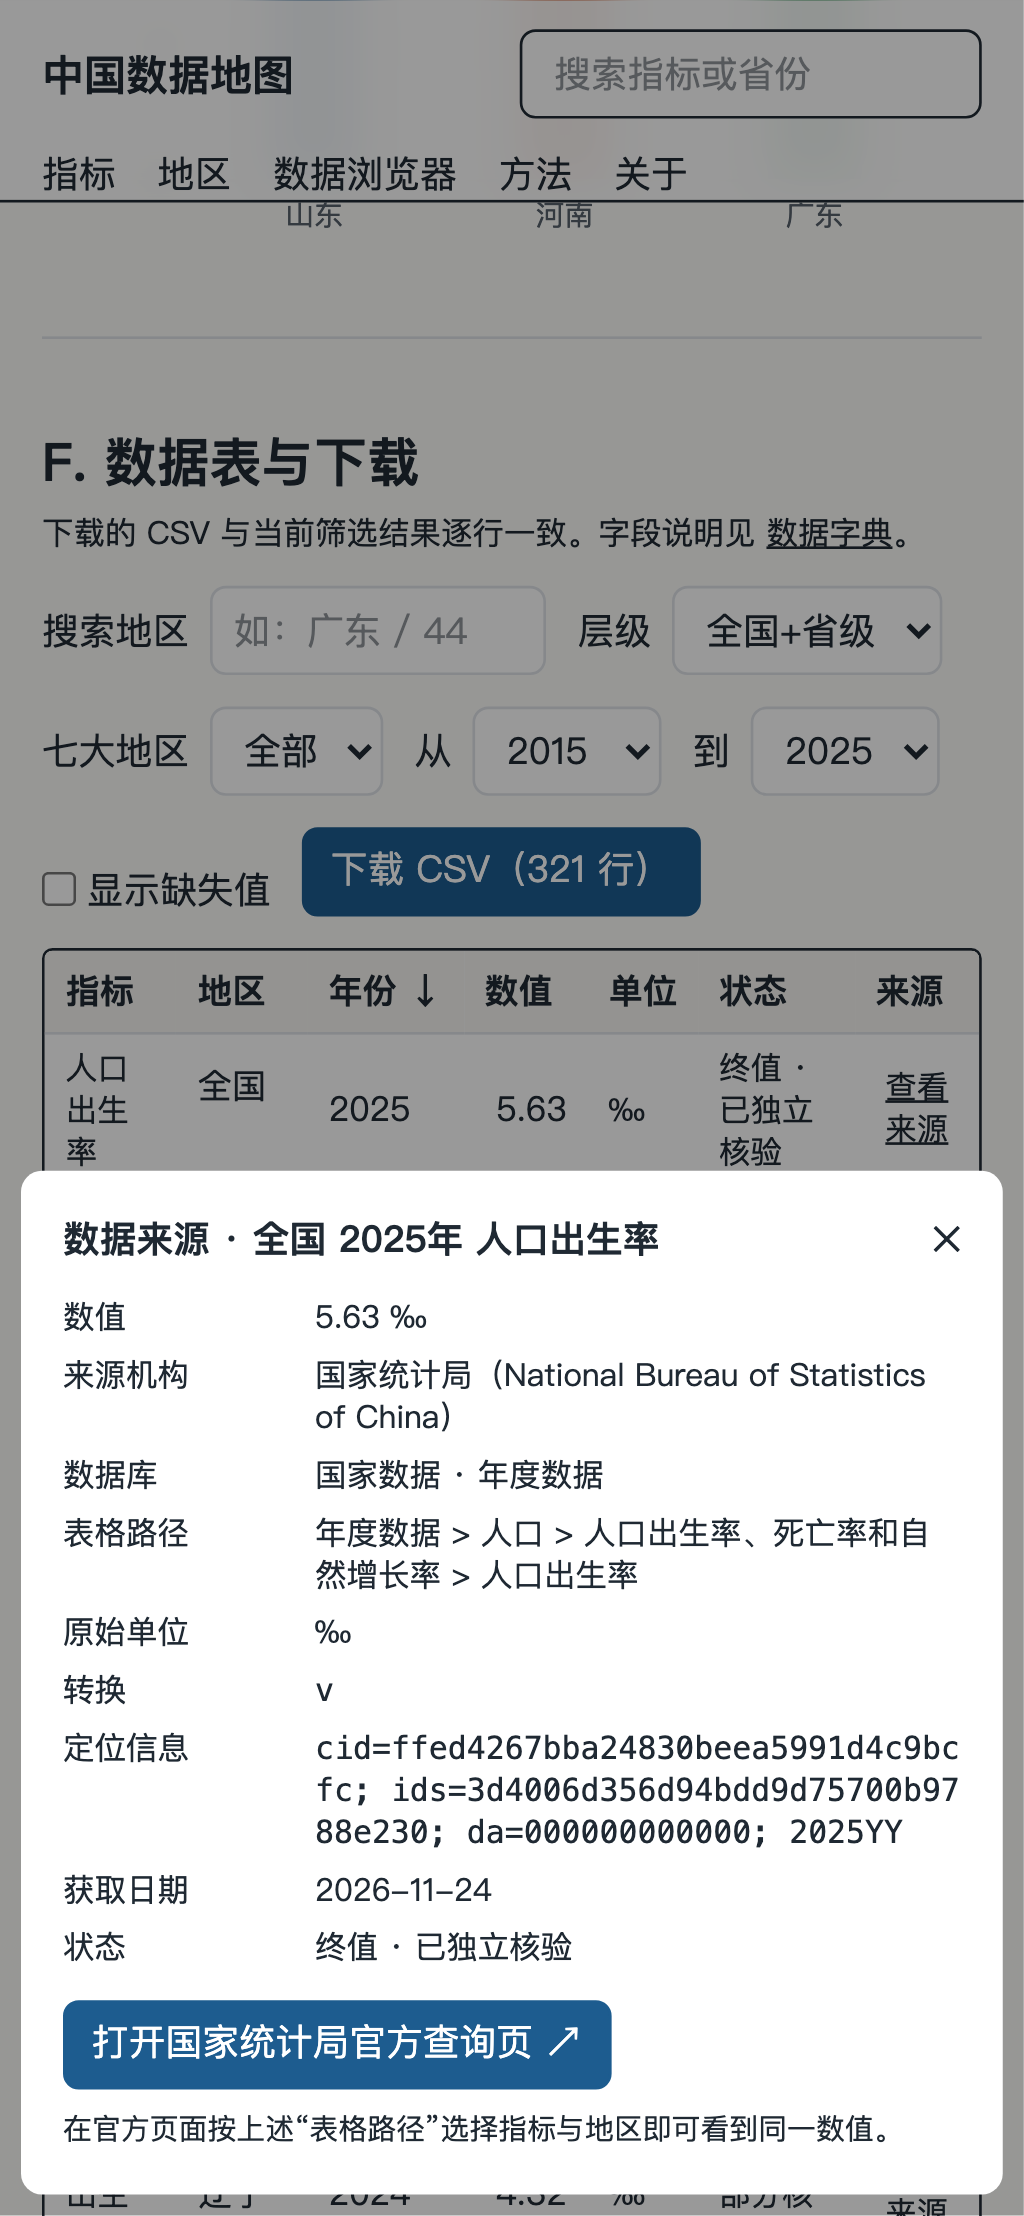 中国数据地图
搜索指标或省份
指标 地区 数据浏览器 方法 关于
山东 河南 广东
F. 数据表与下载
下载的 CSV 与当前筛选结果逐行一致。字段说明见 数据字典。
搜索地区 如：广东 / 44 层级 全国+省级
七大地区 全部 从 2015 到 2025
显示缺失值 下载 CSV（321 行）
指标 地区 年份 ↓ 数值 单位 状态 来源
人口出生率 全国 2025 5.63 ‰ 终值 · 已独立核验 查看来源
数据来源 · 全国 2025年 人口出生率 ×
数值 5.63 ‰
来源机构 国家统计局（National Bureau of Statistics
of China）
数据库 国家数据 · 年度数据
表格路径 年度数据 > 人口 > 人口出生率、死亡率和自
然增长率 > 人口出生率
原始单位 ‰
转换 v
定位信息 cid=ffed4267bba24830beea5991d4c9bc
fc; ids=3d4006d356d94bdd9d75700b97
88e230; da=000000000000; 2025YY
获取日期 2026-11-24
状态 终值 · 已独立核验
打开国家统计局官方查询页 ↗
在官方页面按上述“表格路径”选择指标与地区即可看到同一数值。
出生 辽宁 2024 4.32 ‰ 部分核 来源